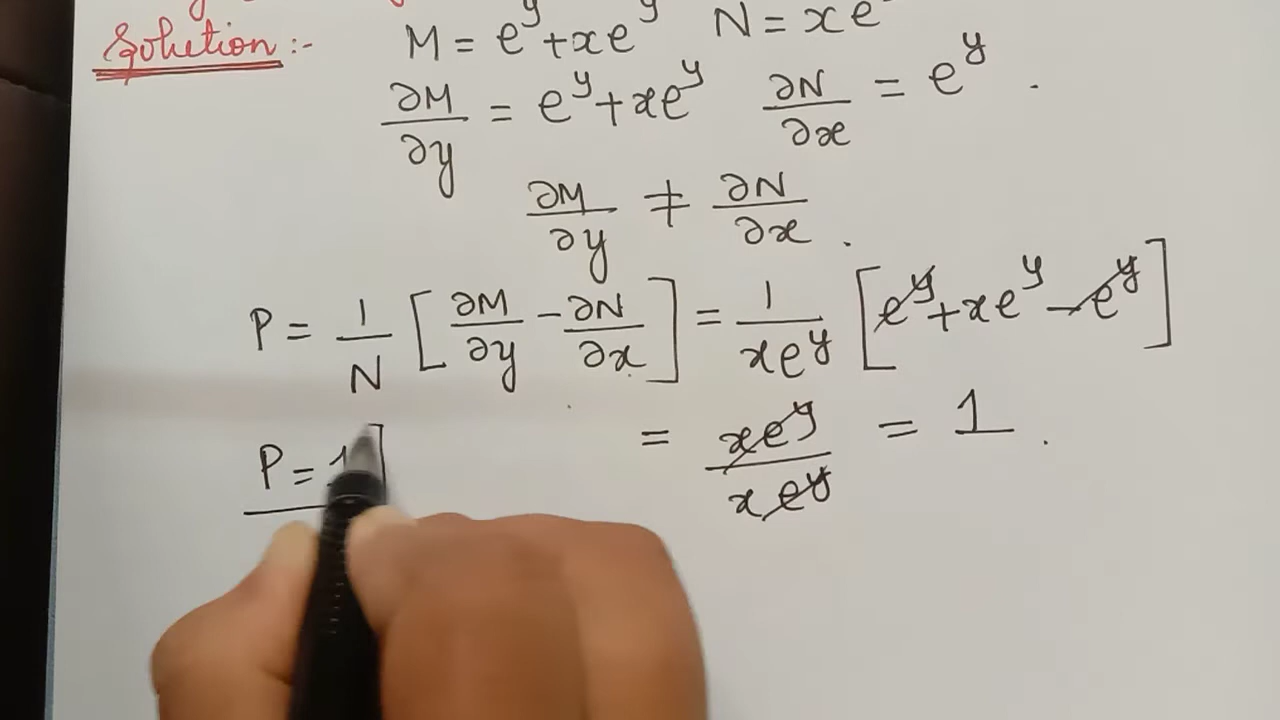 Solution :-
M = e^y + xe^y N = xe
∂M/∂y = e^y + xe^y ∂N/∂x = e^y .
∂M/∂y ≠ ∂N/∂x .
P = 1/N [ ∂M/∂y - ∂N/∂x ] = 1/xe^y [ e^y + xe^y - e^y ]
= xe^y/xe^y = 1 .
P = 1